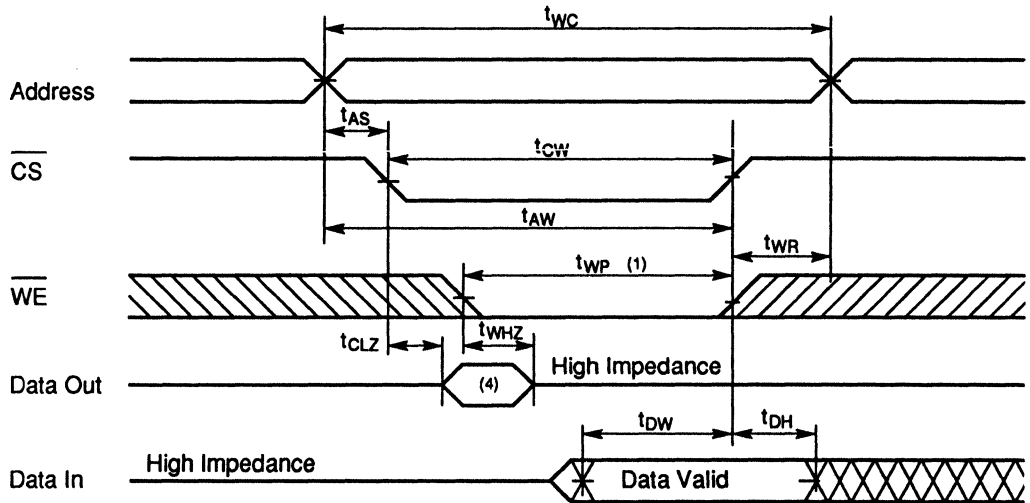 tWC
Address
tAS
CS
tCW
tAW
tWR
WE
tWP (1)
tCLZ
tWHZ
Data Out
(4)
High Impedance
tDW
tDH
Data In
High Impedance
Data Valid